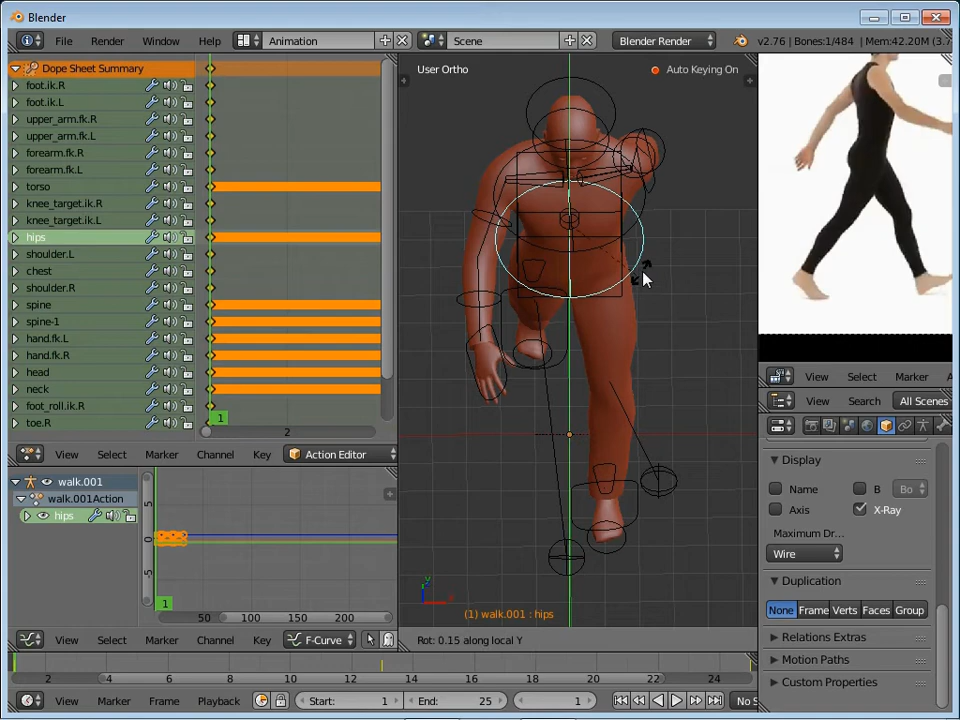 Blender
File Render Window Help Animation Scene Blender Render v2.76 | Bones:1/484 | Mem:42.20M (3.7
Dope Sheet Summary
foot.ik.R
foot.ik.L
upper_arm.fk.R
upper_arm.fk.L
forearm.fk.R
forearm.fk.L
torso
knee_target.ik.R
knee_target.ik.L
hips
shoulder.L
chest
shoulder.R
spine
spine-1
hand.fk.L
hand.fk.R
head
neck
foot_roll.ik.R
toe.R
1
2
View Select Marker Channel Key Action Editor
walk.001
walk.001Action
hips
5
0
5
1
50 100 150 200
View Select Marker Channel Key F-Curve
User Ortho
Auto Keying On
(1) walk.001 : hips
Rot: 0.15 along local Y
View Select Marker
View Search All Scenes
Display
Name B Bo
Axis X-Ray
Maximum Dr...
Wire
Duplication
None Frame Verts Faces Group
Relations Extras
Motion Paths
Custom Properties
2 4 6 8 10 12 14 16 18 20 22 24
View Marker Frame Playback Start: 1 End: 25 1 No S